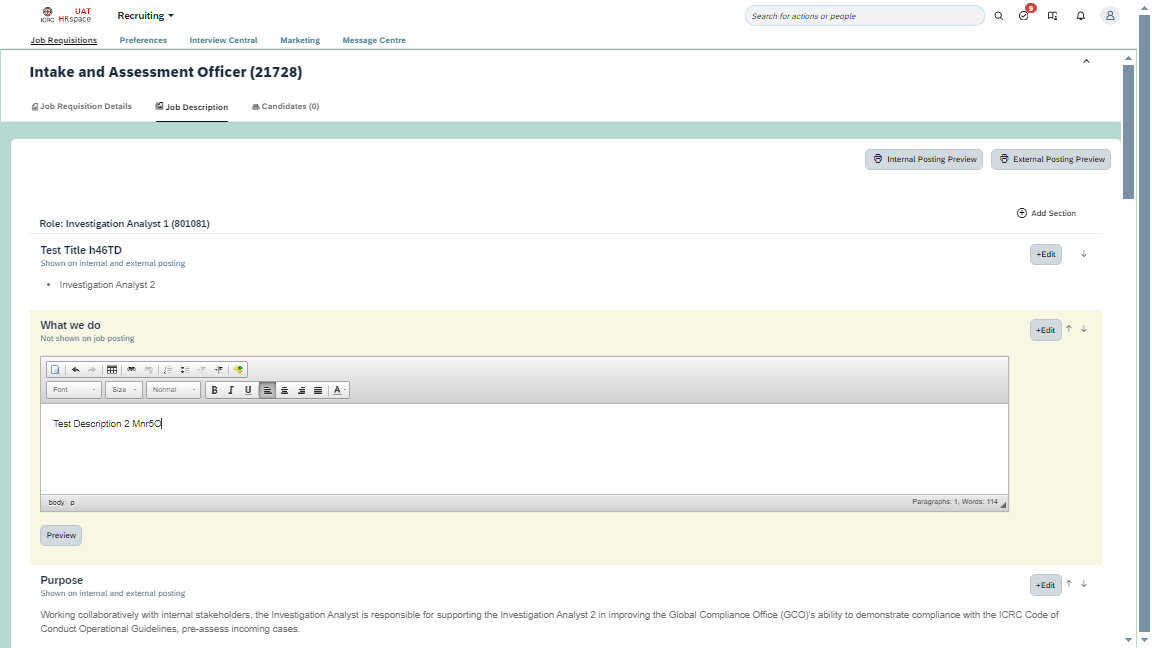 ICRC UAT HRspace
Recruiting
Search for actions or people
9
Job Requisitions Preferences Interview Central Marketing Message Centre
Intake and Assessment Officer (21728)
Job Requisition Details Job Description Candidates (0)
Internal Posting Preview External Posting Preview
Add Section
Role: Investigation Analyst 1 (801081)
Test Title h46TD
Shown on internal and external posting
+Edit
• Investigation Analyst 2
What we do
Not shown on job posting
+Edit
Font Size Normal B I U A
Test Description 2 Mnr5O
body p
Paragraphs: 1, Words: 114
Preview
Purpose
Shown on internal and external posting
+Edit
Working collaboratively with internal stakeholders, the Investigation Analyst is responsible for supporting the Investigation Analyst 2 in improving the Global Compliance Office (GCO)'s ability to demonstrate compliance with the ICRC Code of
Conduct Operational Guidelines, pre-assess incoming cases.